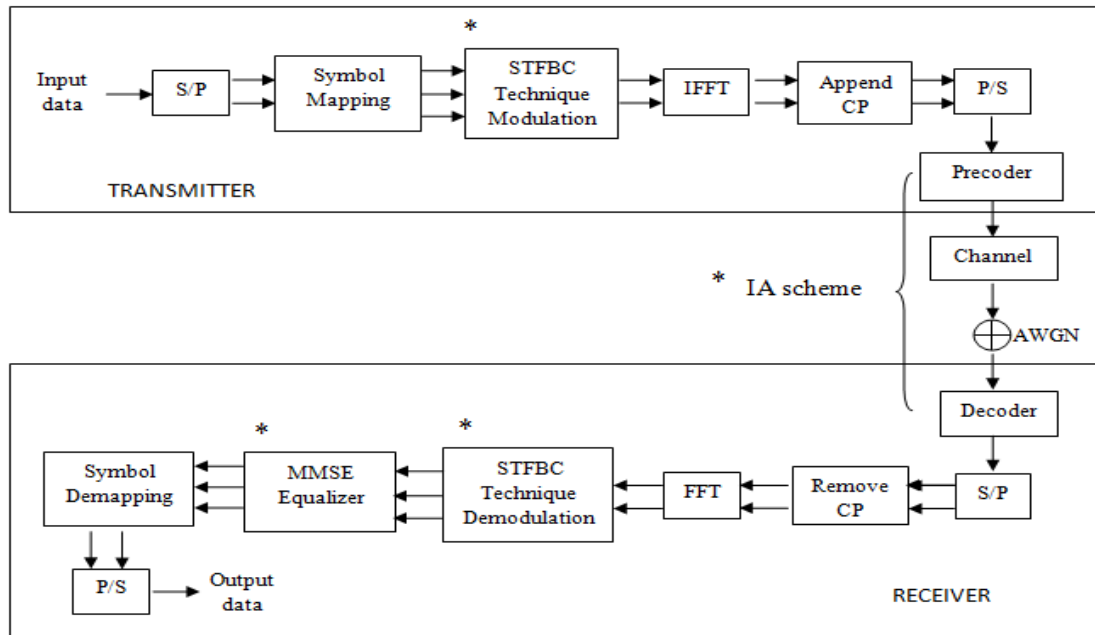 *
Input
data
S/P
Symbol
Mapping
STFBC
Technique
Modulation
IFFT
Append
CP
P/S
TRANSMITTER
Precoder
Channel
* IA scheme
AWGN
Decoder
*
*
Symbol
Demapping
MMSE
Equalizer
STFBC
Technique
Demodulation
FFT
Remove
CP
S/P
P/S
Output
data
RECEIVER